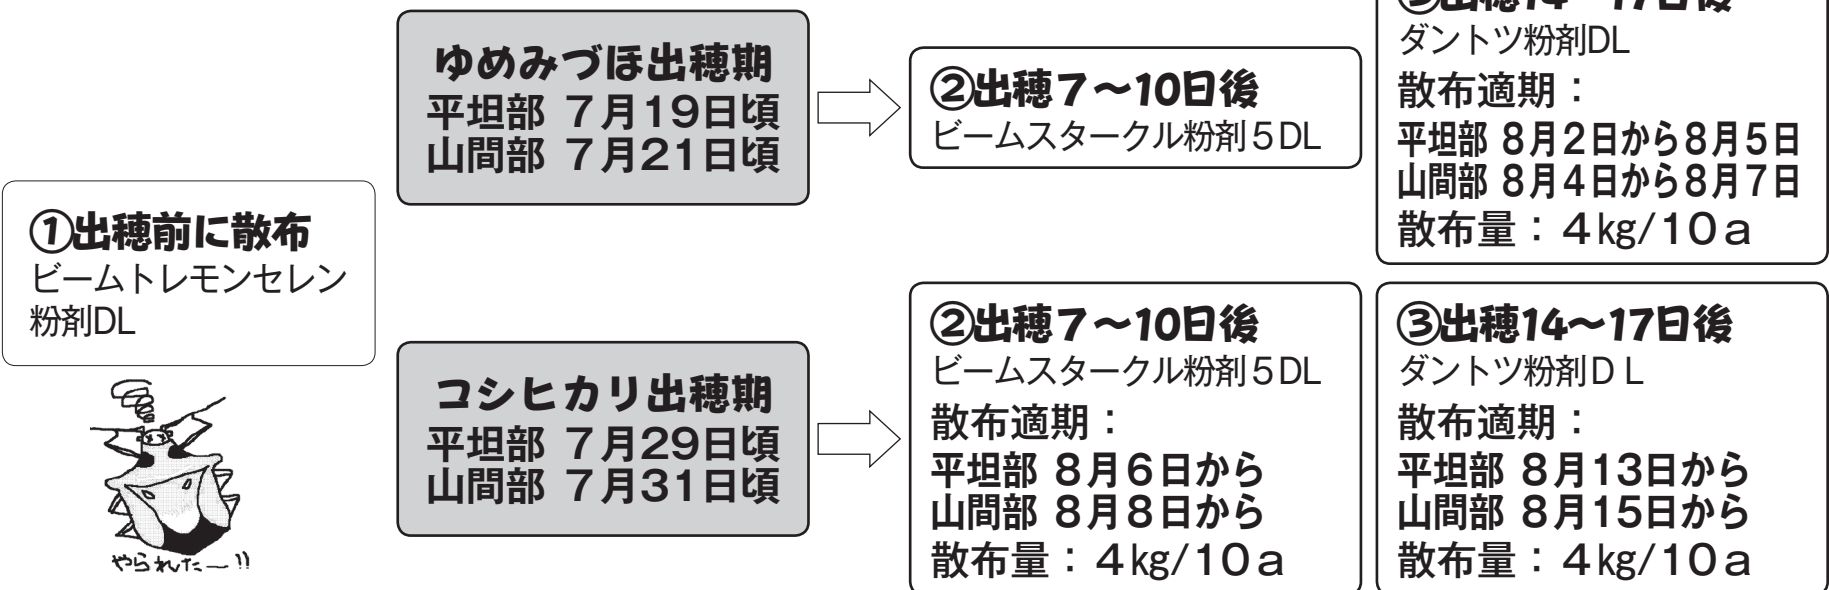 ①出穂前に散布
ビームトレモンセレン
粉剤DL
やられたー!!
ゆめみづほ出穂期
平坦部 7月19日頃
山間部 7月21日頃
②出穂7～10日後
ビームスタークル粉剤5DL
③出穂14～17日後
ダントツ粉剤DL
散布適期：
平坦部 8月2日から8月5日
山間部 8月4日から8月7日
散布量：4kg/10a
コシヒカリ出穂期
平坦部 7月29日頃
山間部 7月31日頃
②出穂7～10日後
ビームスタークル粉剤5DL
散布適期：
平坦部 8月6日から
山間部 8月8日から
散布量：4kg/10a
③出穂14～17日後
ダントツ粉剤DL
散布適期：
平坦部 8月13日から
山間部 8月15日から
散布量：4kg/10a